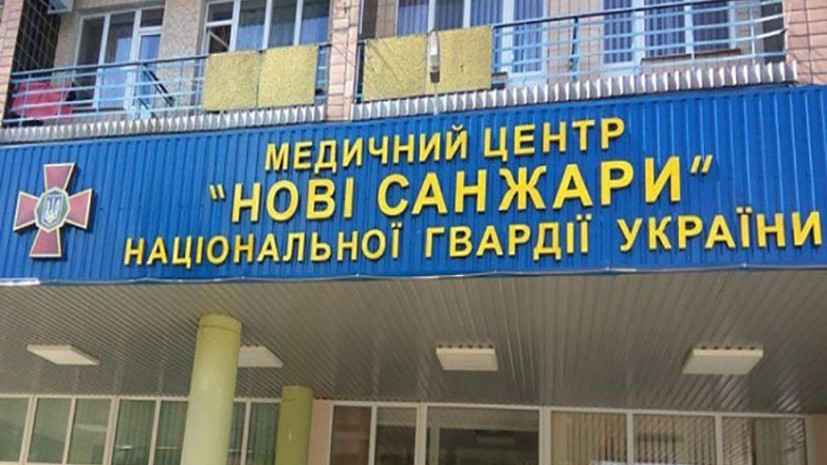 МЕДИЧНИЙ ЦЕНТР
"НОВІ САНЖАРИ"
НАЦІОНАЛЬНОЇ ГВАРДІЇ УКРАЇНИ